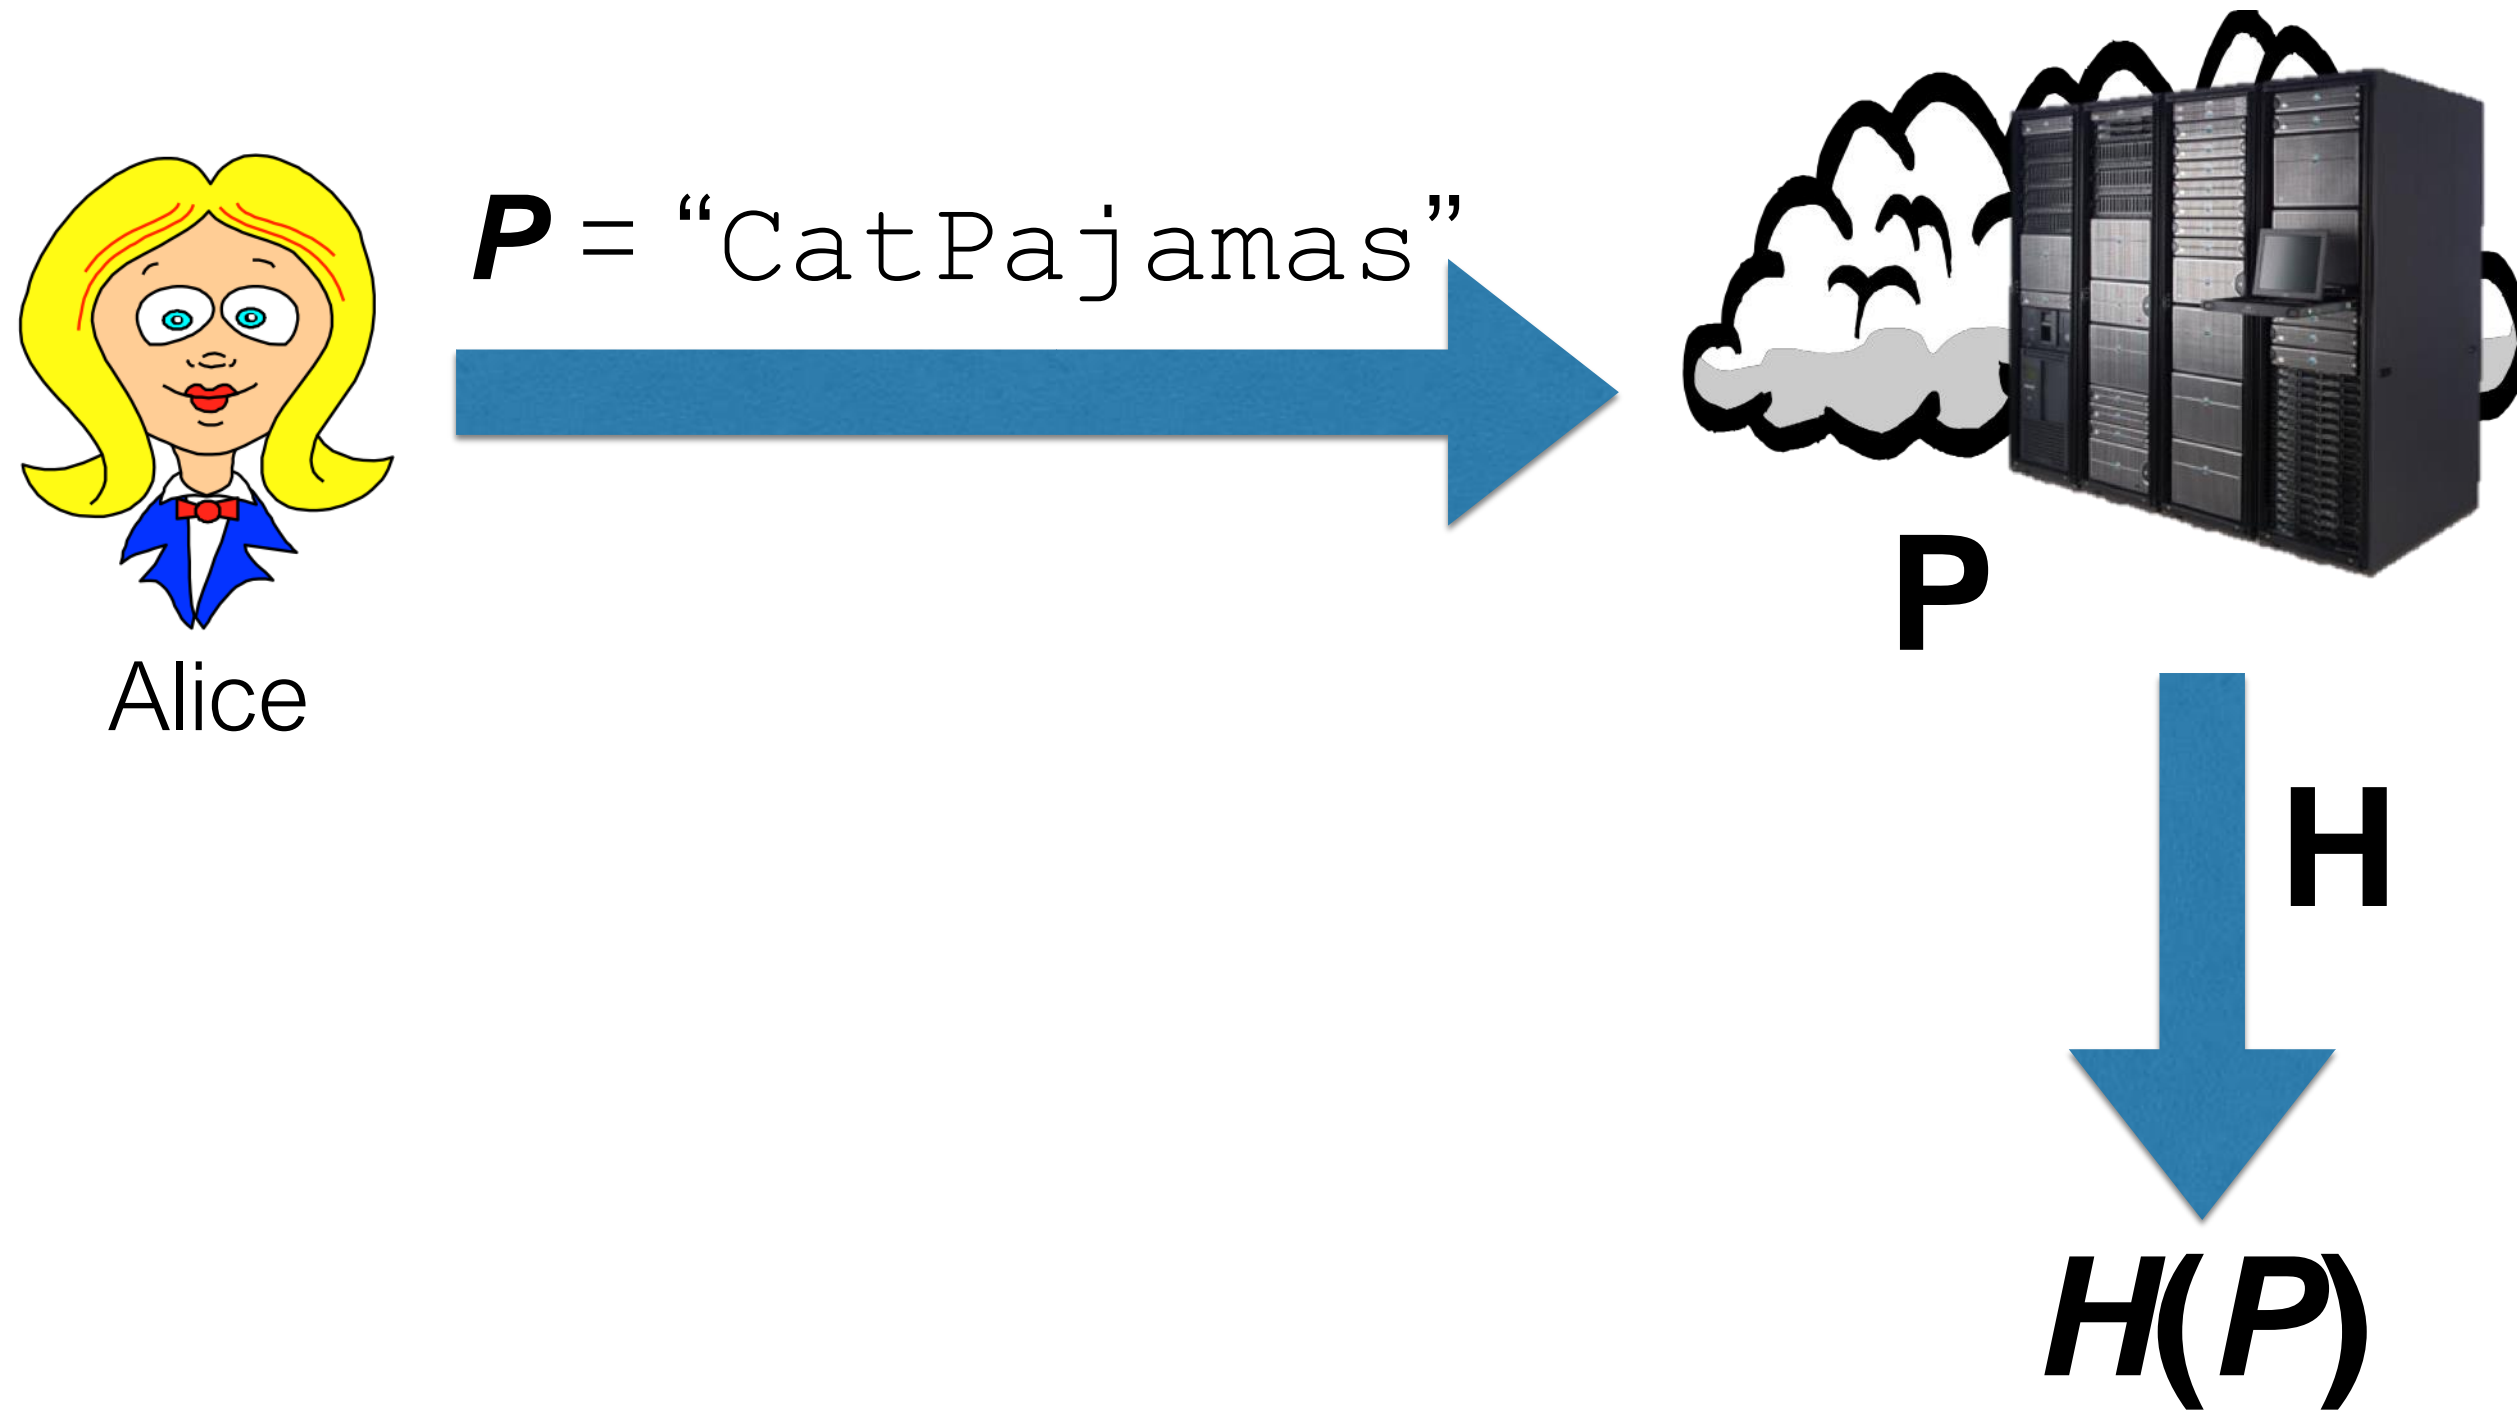 P = “CatPajamas”
Alice
P
H
H(P)